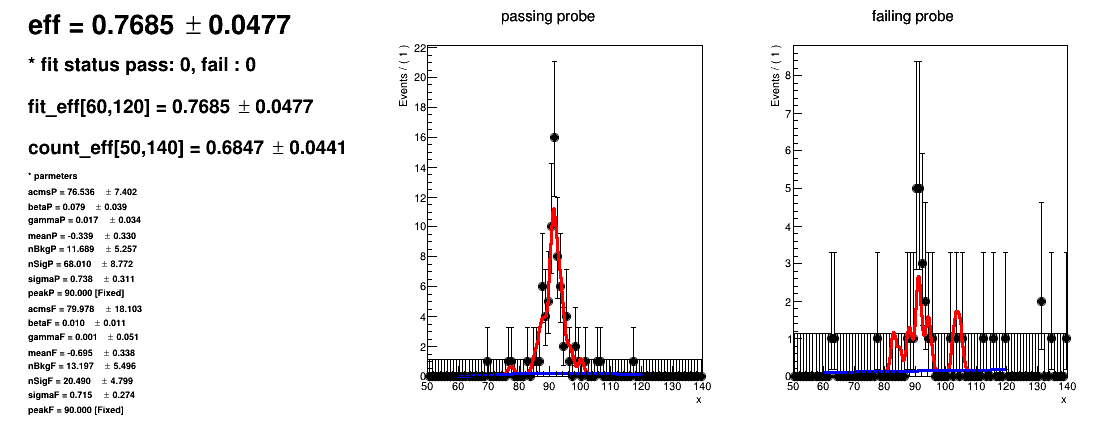 eff = 0.7685 ± 0.0477
* fit status pass: 0, fail : 0
fit_eff[60,120] = 0.7685 ± 0.0477
count_eff[50,140] = 0.6847 ± 0.0441
* parmeters
acmsP = 76.536 ± 7.402
betaP = 0.079 ± 0.039
gammaP = 0.017 ± 0.034
meanP = -0.339 ± 0.330
nBkgP = 11.689 ± 5.257
nSigP = 68.010 ± 8.772
sigmaP = 0.738 ± 0.311
peakP = 90.000 [Fixed]
acmsF = 79.978 ± 18.103
betaF = 0.010 ± 0.011
gammaF = 0.001 ± 0.051
meanF = -0.695 ± 0.338
nBkgF = 13.197 ± 5.496
nSigF = 20.490 ± 4.799
sigmaF = 0.715 ± 0.274
peakF = 90.000 [Fixed]
passing probe
Events / ( 1 )
22
20
18
16
14
12
10
8
6
4
2
0
50 60 70 80 90 100 110 120 130 140
x
failing probe
Events / ( 1 )
8
7
6
5
4
3
2
1
0
50 60 70 80 90 100 110 120 130 140
x